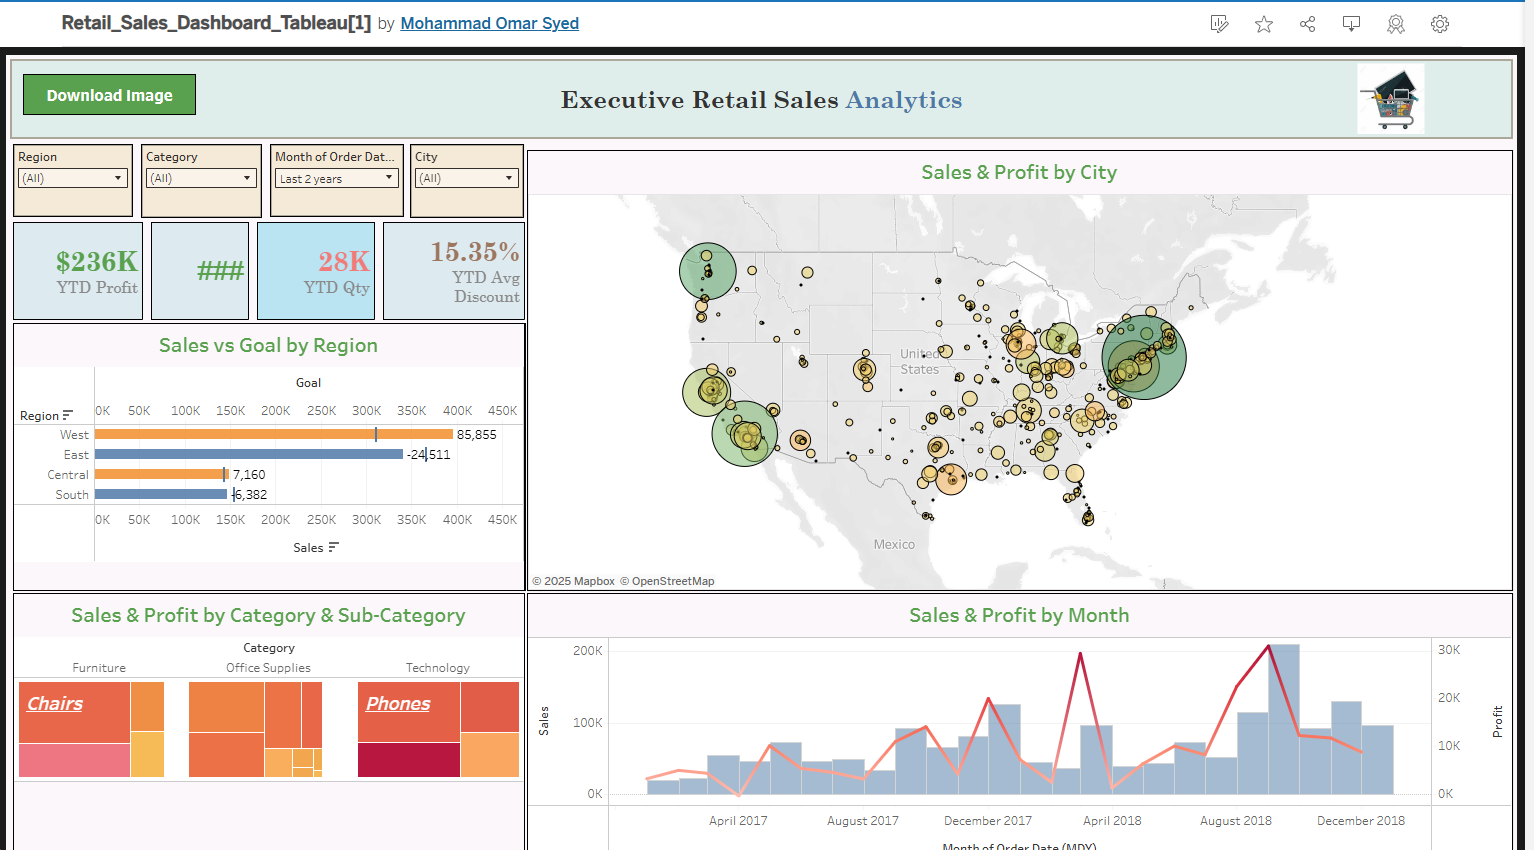 Retail_Sales_Dashboard_Tableau[1] by Mohammad Omar Syed
Download Image
Executive Retail Sales Analytics
Region
(All)
Category
(All)
Month of Order Dat...
Last 2 years
City
(All)
$236K
YTD Profit
###
28K
YTD Qty
15.35%
YTD Avg
Discount
Sales vs Goal by Region
Goal
Region
0K 50K 100K 150K 200K 250K 300K 350K 400K 450K
West 85,855
East -24,511
Central 7,160
South -6,382
0K 50K 100K 150K 200K 250K 300K 350K 400K 450K
Sales
Sales & Profit by City
United
States
Mexico
© 2025 Mapbox © OpenStreetMap
Sales & Profit by Category & Sub-Category
Category
Furniture Office Supplies Technology
Chairs
Phones
Sales & Profit by Month
Sales
200K
100K
0K
30K
20K
10K
0K
Profit
April 2017 August 2017 December 2017 April 2018 August 2018 December 2018
Month of Order Date (MDY)